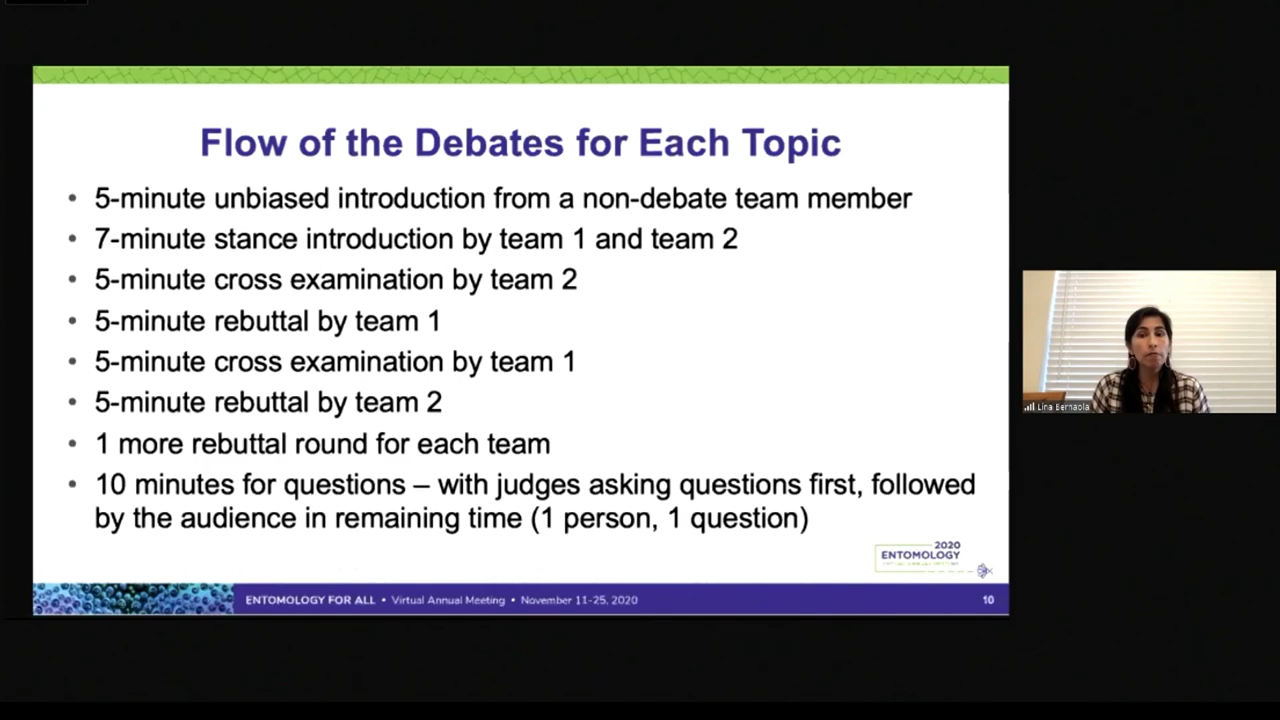 Flow of the Debates for Each Topic
• 5-minute unbiased introduction from a non-debate team member
• 7-minute stance introduction by team 1 and team 2
• 5-minute cross examination by team 2
• 5-minute rebuttal by team 1
• 5-minute cross examination by team 1
• 5-minute rebuttal by team 2
• 1 more rebuttal round for each team
• 10 minutes for questions – with judges asking questions first, followed
by the audience in remaining time (1 person, 1 question)
2020
ENTOMOLOGY
ENTOMOLOGY FOR ALL • Virtual Annual Meeting • November 11-25, 2020
10
Lina Bernaola